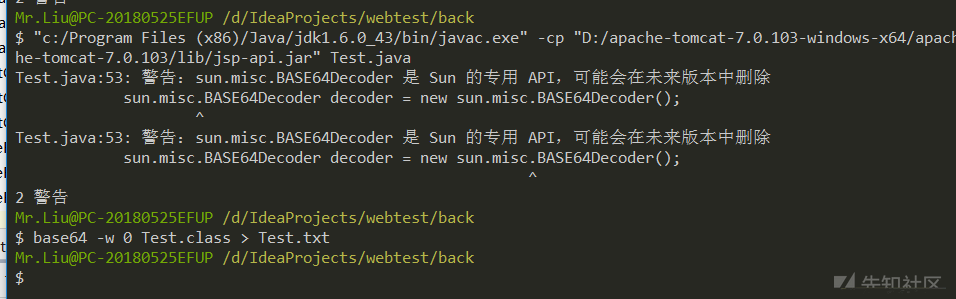 2 警告
Mr.Liu@PC-20180525EFUP /d/IdeaProjects/webtest/back
$ "c:/Program Files (x86)/Java/jdk1.6.0_43/bin/javac.exe" -cp "D:/apache-tomcat-7.0.103-windows-x64/apac
he-tomcat-7.0.103/lib/jsp-api.jar" Test.java
Test.java:53: 警告: sun.misc.BASE64Decoder 是 Sun 的专用 API，可能会在未来版本中删除
            sun.misc.BASE64Decoder decoder = new sun.misc.BASE64Decoder();
                    ^
Test.java:53: 警告: sun.misc.BASE64Decoder 是 Sun 的专用 API，可能会在未来版本中删除
            sun.misc.BASE64Decoder decoder = new sun.misc.BASE64Decoder();
                                                         ^
2 警告
Mr.Liu@PC-20180525EFUP /d/IdeaProjects/webtest/back
$ base64 -w 0 Test.class > Test.txt
Mr.Liu@PC-20180525EFUP /d/IdeaProjects/webtest/back
$
先知社区